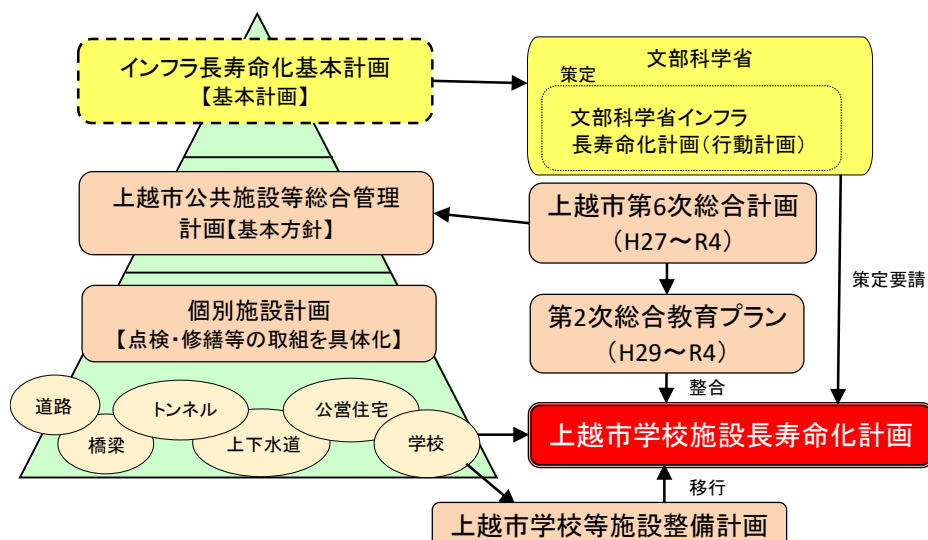 インフラ長寿命化基本計画
【基本計画】
文部科学省
策定
文部科学省インフラ
長寿命化計画(行動計画)
上越市公共施設等総合管理
計画【基本方針】
上越市第6次総合計画
(H27～R4)
策定要請
個別施設計画
【点検・修繕等の取組を具体化】
第2次総合教育プラン
(H29～R4)
整合
道路
トンネル
公営住宅
橋梁
上下水道
学校
上越市学校施設長寿命化計画
移行
上越市学校等施設整備計画